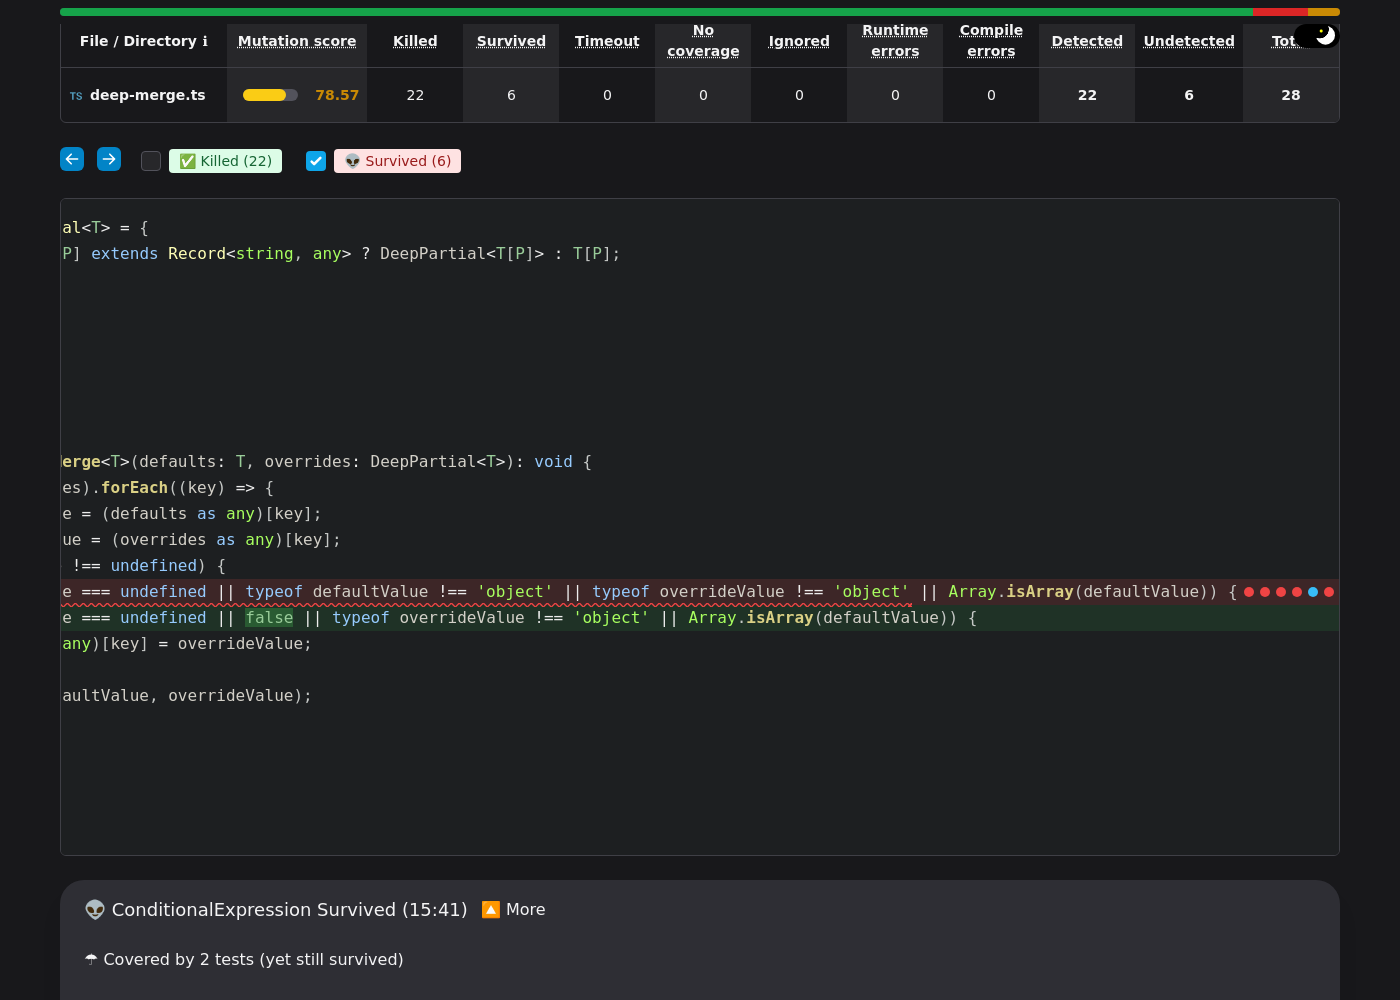 File / Directory ℹ Mutation score Killed Survived Timeout No coverage Ignored Runtime errors Compile errors Detected Undetected
TS deep-merge.ts 78.57 22 6 0 0 0 0 0 22 6 28
✅ Killed (22) 👽 Survived (6)
al<T> = {
P] extends Record<string, any> ? DeepPartial<T[P]> : T[P];
erge<T>(defaults: T, overrides: DeepPartial<T>): void {
es).forEach((key) => {
e = (defaults as any)[key];
ue = (overrides as any)[key];
!== undefined) {
e === undefined || typeof defaultValue !== 'object' || typeof overrideValue !== 'object' || Array.isArray(defaultValue)) {
e === undefined || false || typeof overrideValue !== 'object' || Array.isArray(defaultValue)) {
any)[key] = overrideValue;
aultValue, overrideValue);
👽 ConditionalExpression Survived (15:41) 🔼 More
☂ Covered by 2 tests (yet still survived)